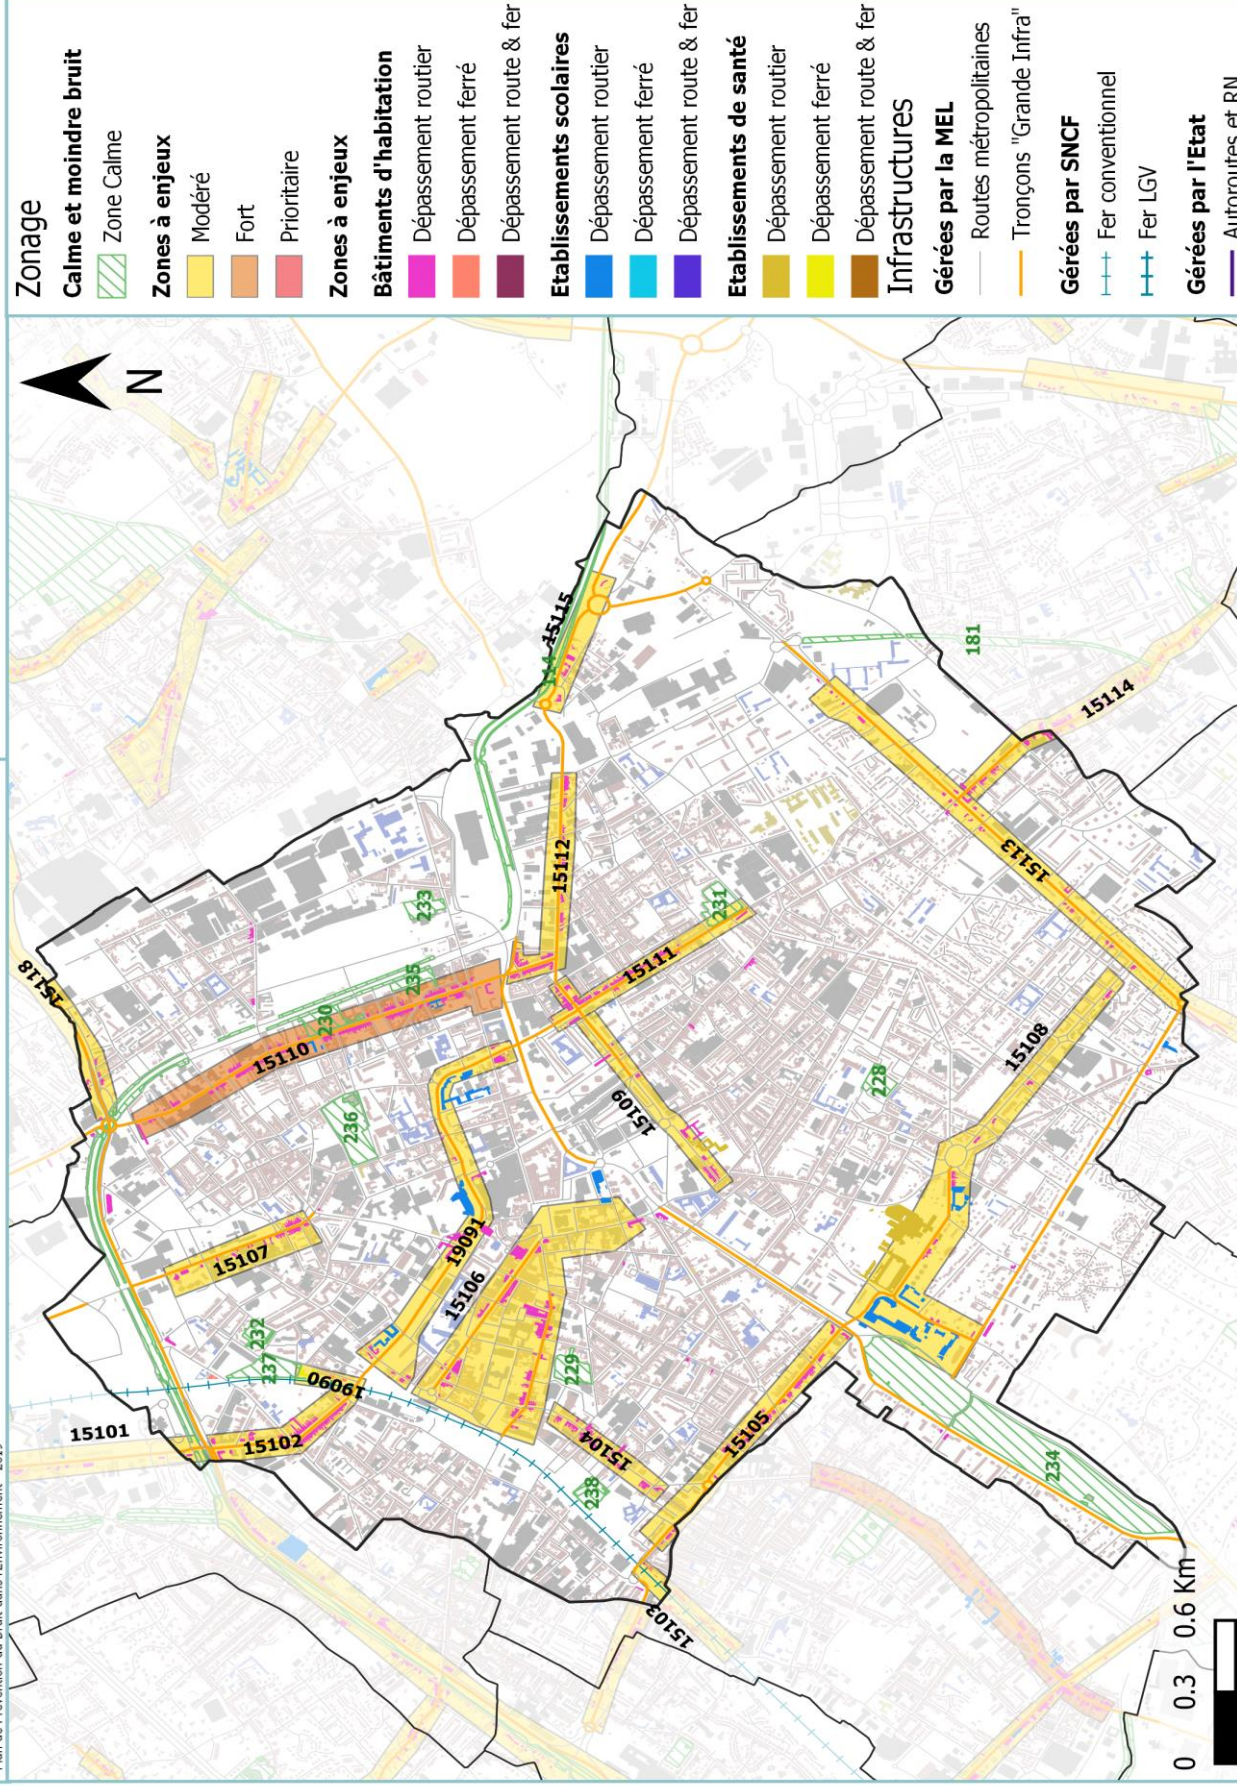 Zonage
Calme et moindre bruit
Zone Calme
Zones à enjeux
Modéré
Fort
Prioritaire
Zones à enjeux
Bâtiments d'habitation
Dépassement routier
Dépassement ferré
Dépassement route & fer
Etablissements scolaires
Dépassement routier
Dépassement ferré
Dépassement route & fer
Etablissements de santé
Dépassement routier
Dépassement ferré
Dépassement route & fer
Infrastructures
Gérées par la MEL
Routes métropolitaines
Tronçons "Grande Infra"
Gérées par SNCF
Fer conventionnel
Fer LGV
Gérées par l'Etat
Autoroutes et RN
N
15118
15110
230
235
233
236
15107
232
237
19090
15101
15102
19091
15106
229
15104
238
15103
15105
234
15109
228
15108
15111
231
15112
114
15115
181
15114
15113
0 0.3 0.6 Km